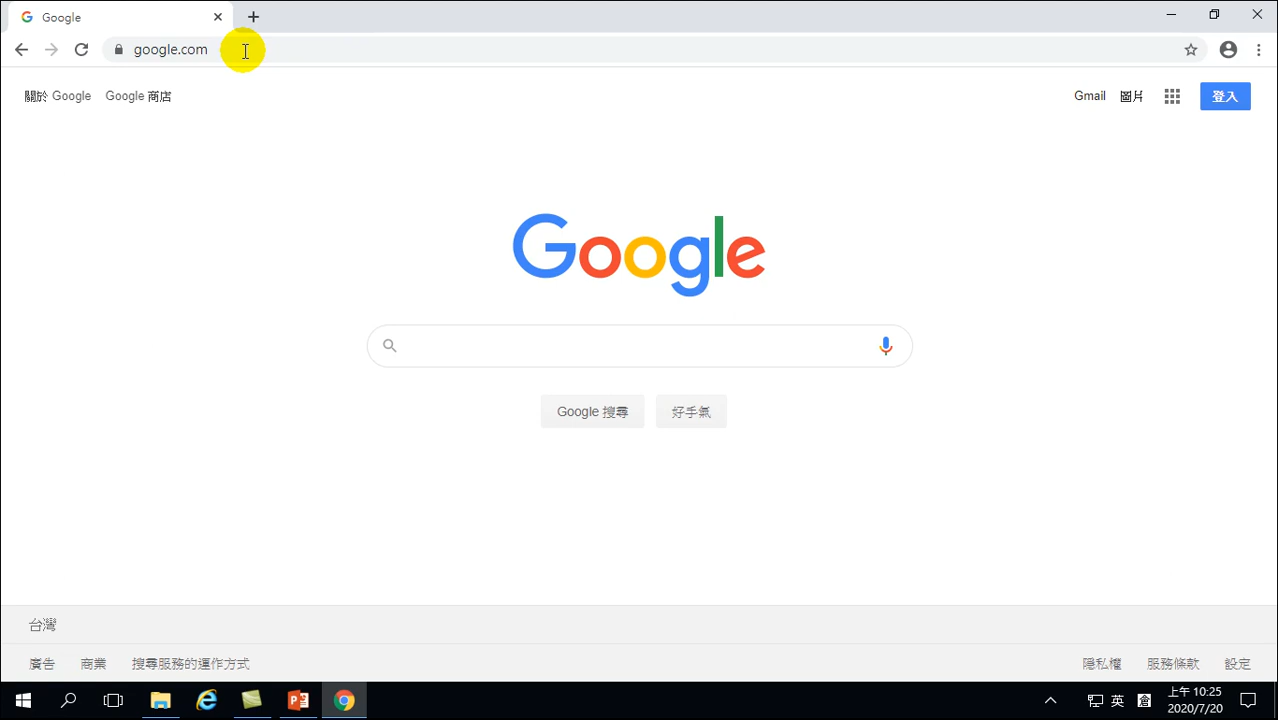 Google
google.com
關於 Google Google 商店
Gmail 圖片 登入
Google
Google 搜尋 好手氣
台灣
廣告 商業 搜尋服務的運作方式
隱私權 服務條款 設定
英 倉 上午 10:25
2020/7/20